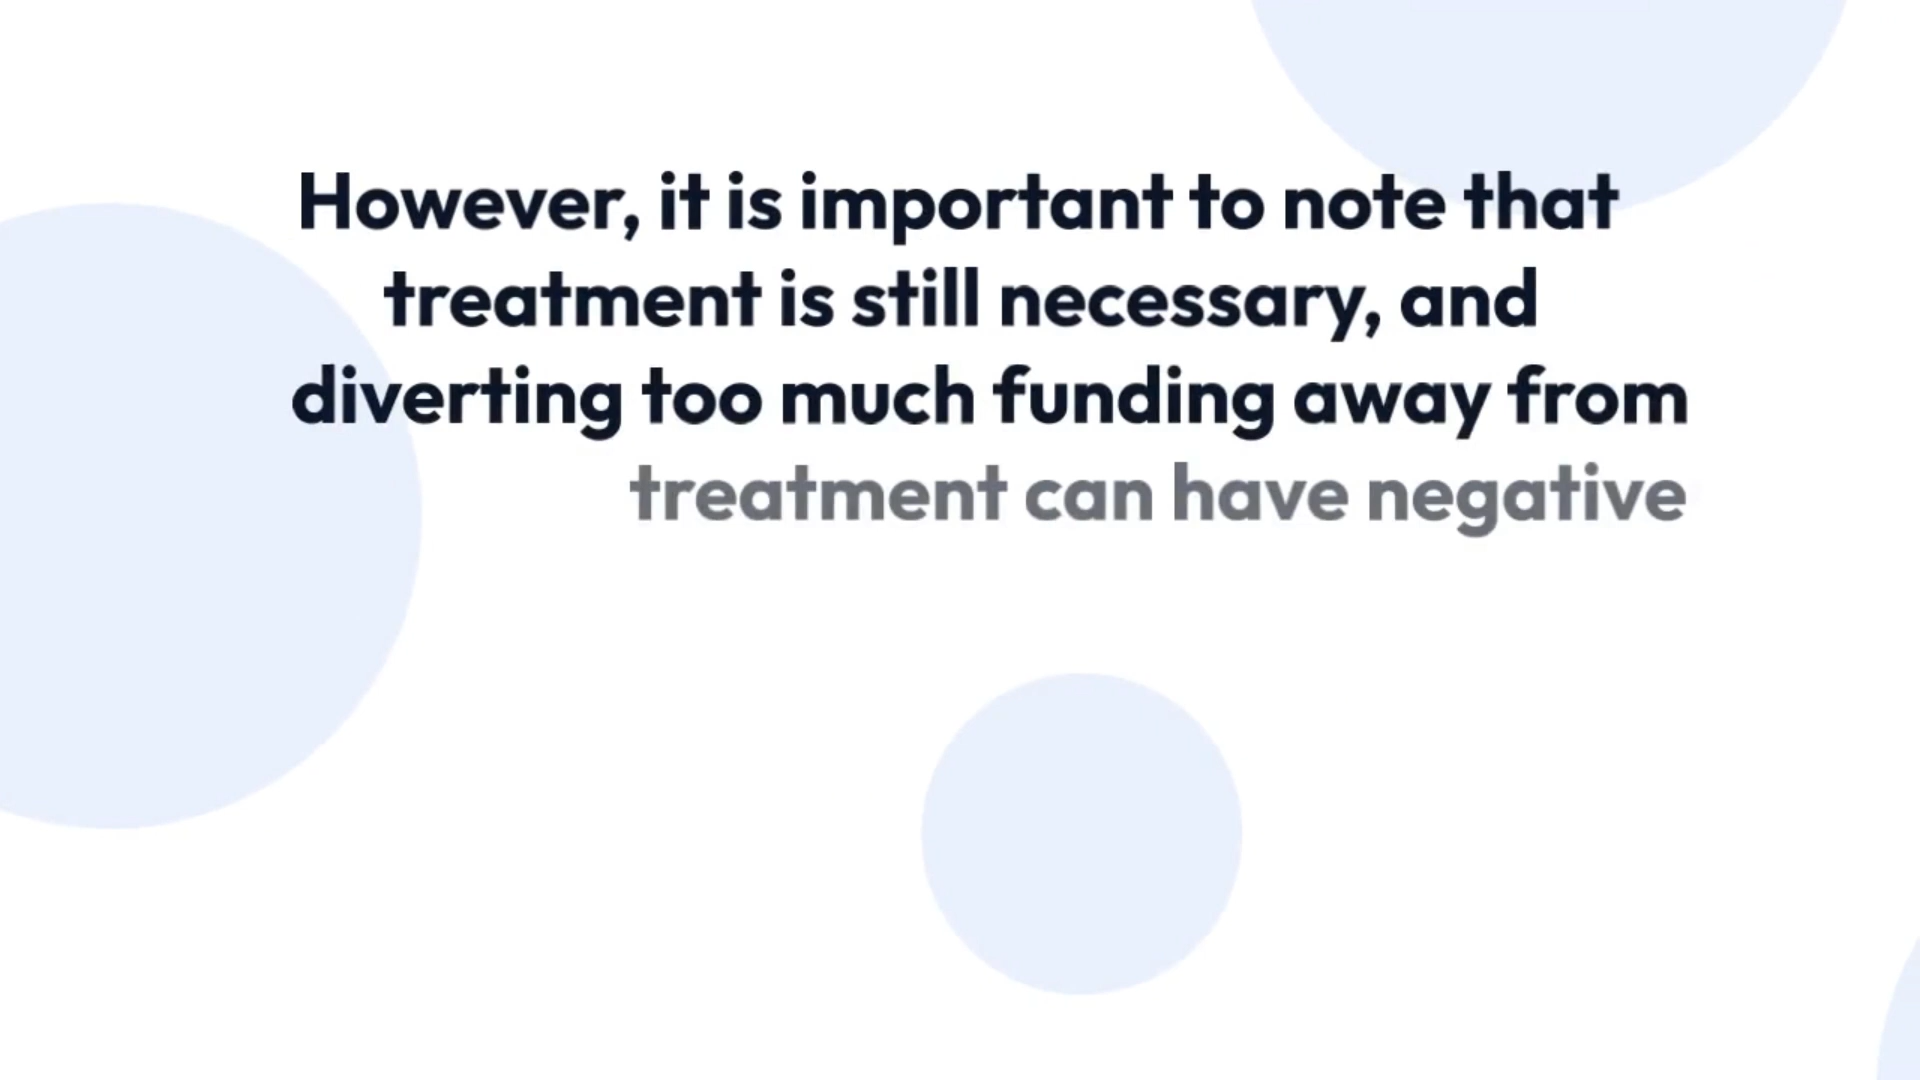 However, it is important to note that
treatment is still necessary, and
diverting too much funding away from
treatment can have negative